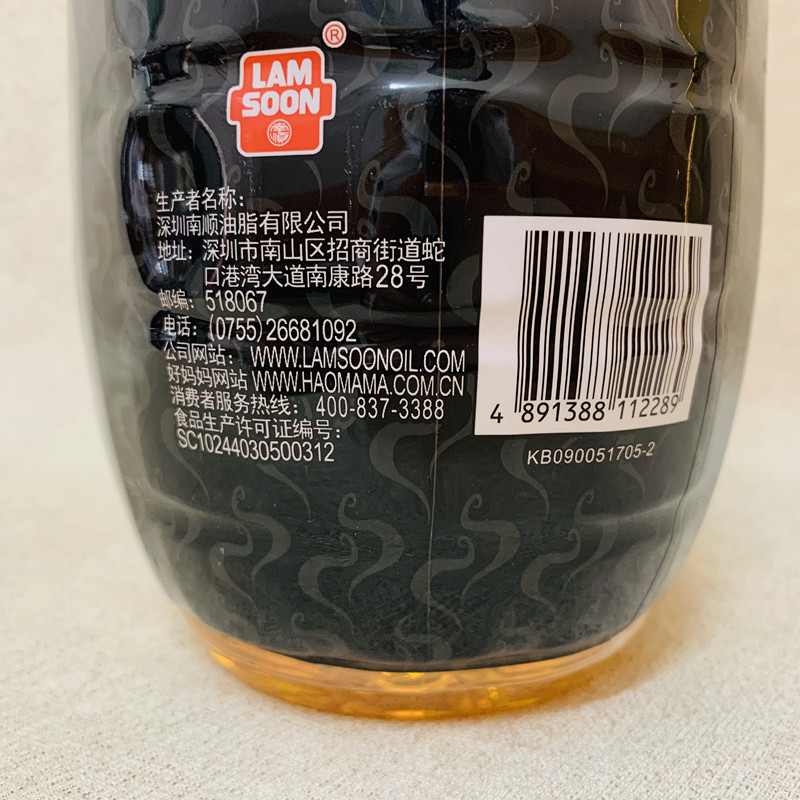 LAM
SOON
®
生产者名称：
深圳南顺油脂有限公司
地址：深圳市南山区招商街道蛇
口港湾大道南康路28号
邮编：518067
电话：(0755)26681092
公司网站：WWW.LAMSOONOIL.COM
好妈妈网站 WWW.HAOMAMA.COM.CN
消费者服务热线：400-837-3388
食品生产许可证编号：
SC10244030500312
4 891388 112289
KB090051705-2